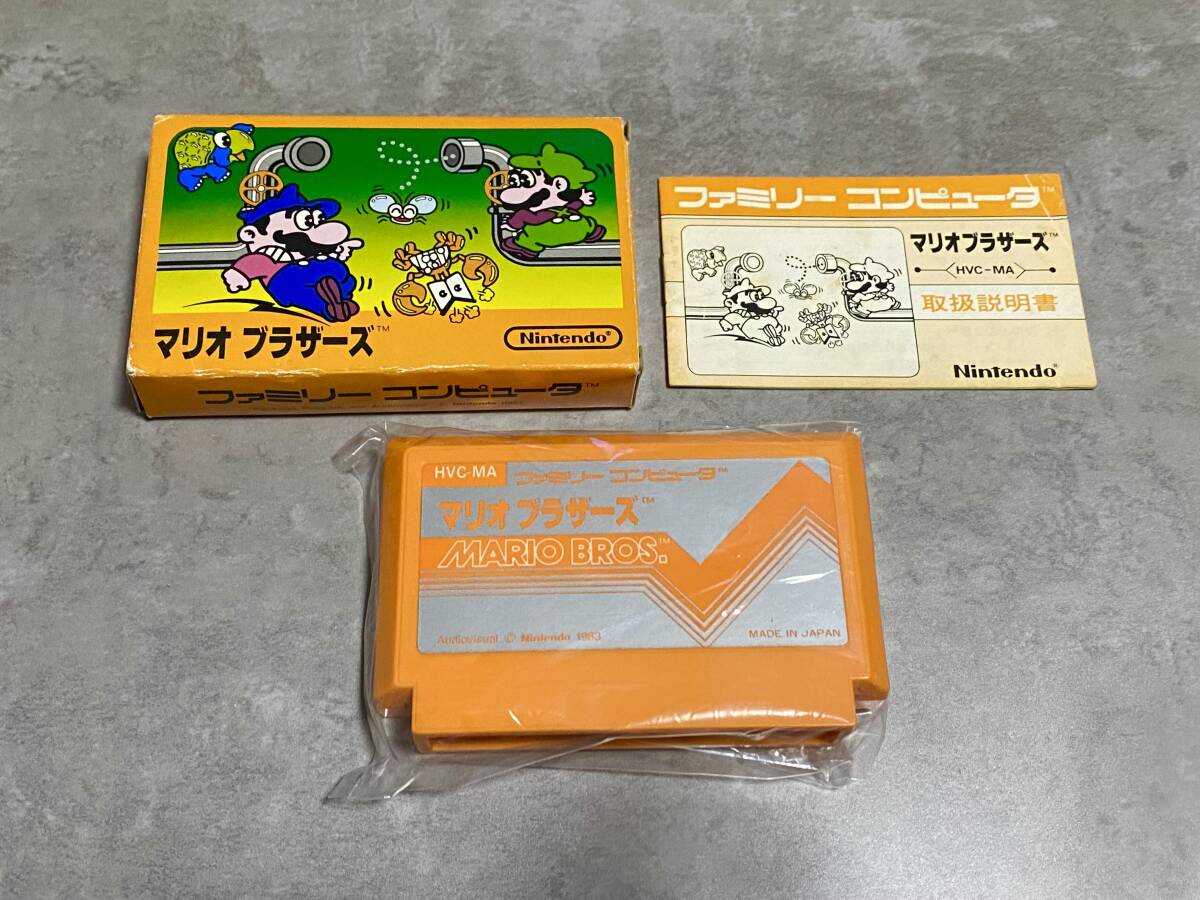 マリオ ブラザーズ™
Nintendo®
ファミリー コンピュータ™
ファミリー コンピュータ™
マリオブラザーズ™
HVC-MA
取扱説明書
Nintendo
HVC-MA
ファミリー コンピュータ™
マリオ ブラザーズ™
MARIO BROS.™
Audiovisual © Nintendo 1983
MADE IN JAPAN